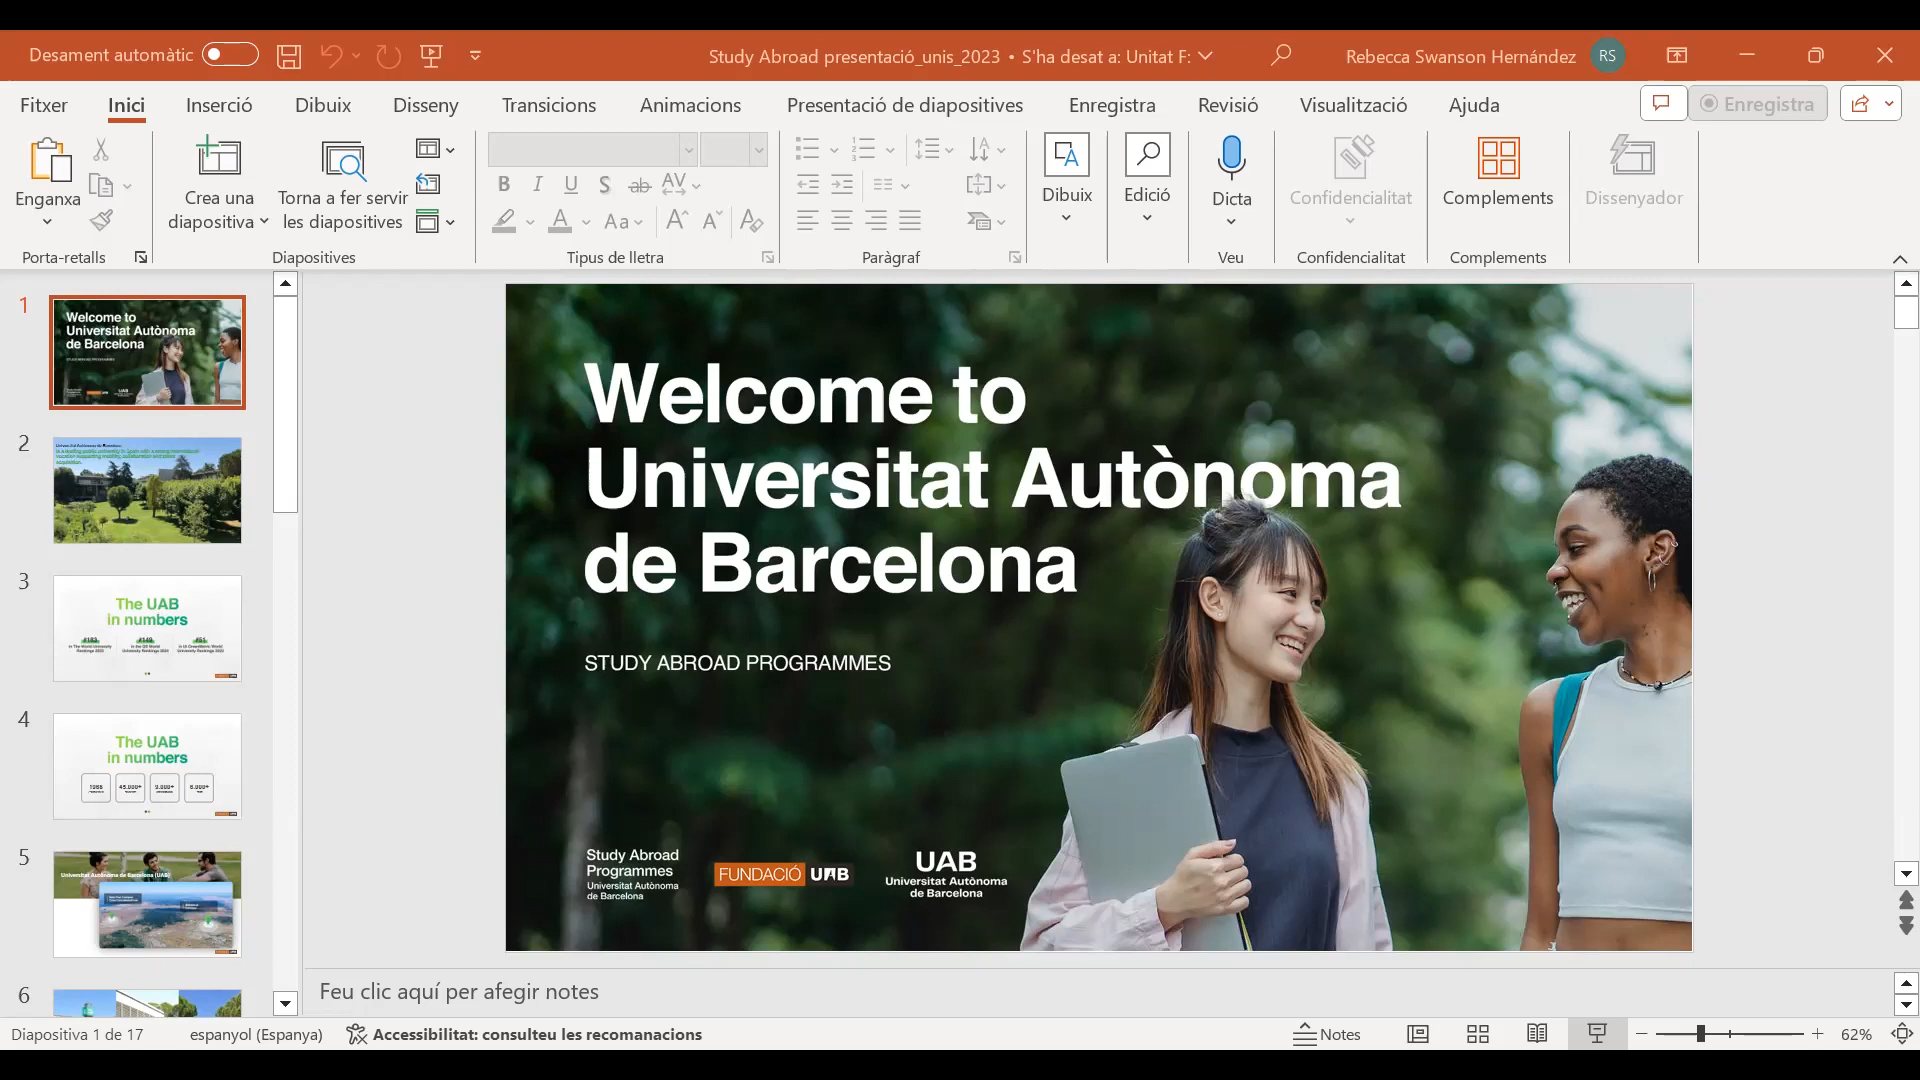 Desament automàtic
Study Abroad presentació_unis_2023 • S'ha desat a: Unitat F:
Rebecca Swanson Hernández
RS
Fitxer
Inici
Inserció
Dibuix
Disseny
Transicions
Animacions
Presentació de diapositives
Enregistra
Revisió
Visualització
Ajuda
Enregistra
Enganxa
Crea una
diapositiva
Torna a fer servir
les diapositives
Dibuix
Edició
Dicta
Confidencialitat
Complements
Dissenyador
Porta-retalls
Diapositives
Tipus de lletra
Paràgraf
Veu
Confidencialitat
Complements
1
Welcome to
Universitat Autònoma
de Barcelona
2
3
The UAB
in numbers
4
The UAB
in numbers
5
Universitat Autònoma de Barcelona (UAB)
6
Welcome to
Universitat Autònoma
de Barcelona
STUDY ABROAD PROGRAMMES
Study Abroad
Programmes
Universitat Autònoma
de Barcelona
FUNDACIÓ UAB
UAB
Universitat Autònoma
de Barcelona
Feu clic aquí per afegir notes
Diapositiva 1 de 17
espanyol (Espanya)
Accessibilitat: consulteu les recomanacions
Notes
62%